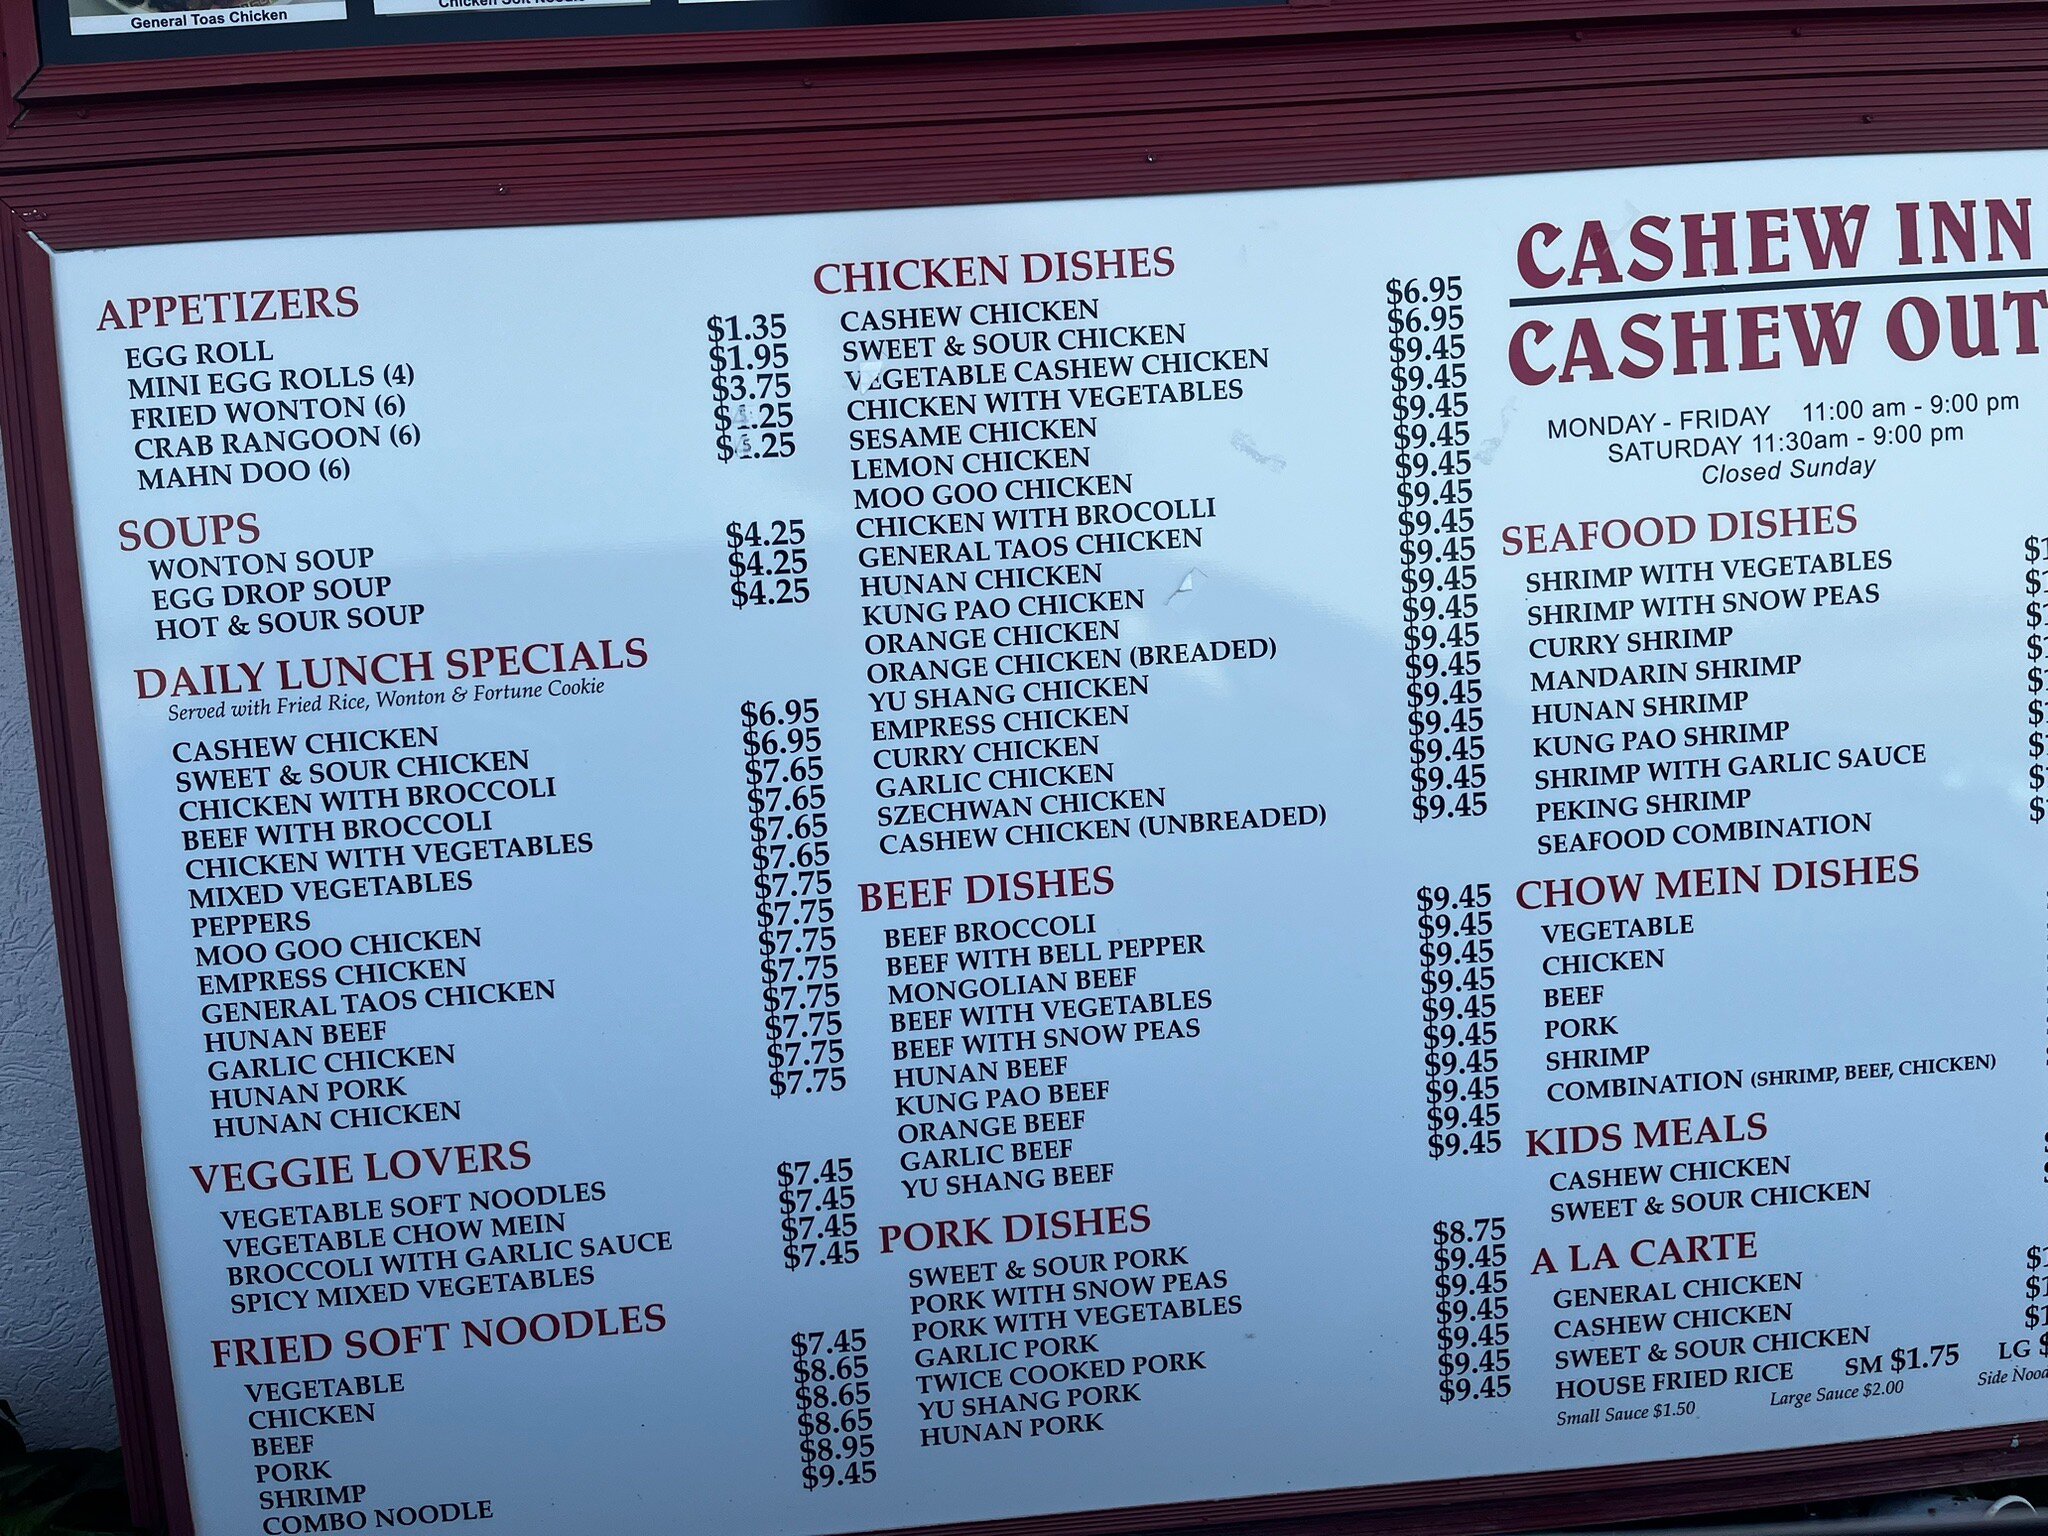 General Toas Chicken
APPETIZERS
EGG ROLL $1.35
MINI EGG ROLLS (4) $1.95
FRIED WONTON (6) $3.75
CRAB RANGOON (6) .25
MAHN DOO (6) .25
SOUPS
WONTON SOUP $4.25
EGG DROP SOUP $4.25
HOT & SOUR SOUP $4.25
DAILY LUNCH SPECIALS
Served with Fried Rice, Wonton & Fortune Cookie
CASHEW CHICKEN $6.95
SWEET & SOUR CHICKEN $6.95
CHICKEN WITH BROCCOLI $7.65
BEEF WITH BROCCOLI $7.65
CHICKEN WITH VEGETABLES $7.65
MIXED VEGETABLES $7.65
PEPPERS $7.75
MOO GOO CHICKEN $7.75
EMPRESS CHICKEN $7.75
GENERAL TAOS CHICKEN $7.75
HUNAN BEEF $7.75
GARLIC CHICKEN $7.75
HUNAN PORK $7.75
HUNAN CHICKEN $7.75
VEGGIE LOVERS
VEGETABLE SOFT NOODLES $7.45
VEGETABLE CHOW MEIN $7.45
BROCCOLI WITH GARLIC SAUCE $7.45
SPICY MIXED VEGETABLES $7.45
FRIED SOFT NOODLES
VEGETABLE $7.45
CHICKEN $8.65
BEEF $8.65
PORK $8.65
SHRIMP $8.95
COMBO NOODLE $9.45
CHICKEN DISHES
CASHEW CHICKEN $6.95
SWEET & SOUR CHICKEN $6.95
VEGETABLE CASHEW CHICKEN $9.45
CHICKEN WITH VEGETABLES $9.45
SESAME CHICKEN $9.45
LEMON CHICKEN $9.45
MOO GOO CHICKEN $9.45
CHICKEN WITH BROCOLLI $9.45
GENERAL TAOS CHICKEN $9.45
HUNAN CHICKEN $9.45
KUNG PAO CHICKEN $9.45
ORANGE CHICKEN $9.45
ORANGE CHICKEN (BREADED) $9.45
YU SHANG CHICKEN $9.45
EMPRESS CHICKEN $9.45
CURRY CHICKEN $9.45
GARLIC CHICKEN $9.45
SZECHWAN CHICKEN $9.45
CASHEW CHICKEN (UNBREADED) $9.45
BEEF DISHES
BEEF BROCCOLI $9.45
BEEF WITH BELL PEPPER $9.45
MONGOLIAN BEEF $9.45
BEEF WITH VEGETABLES $9.45
BEEF WITH SNOW PEAS $9.45
HUNAN BEEF $9.45
KUNG PAO BEEF $9.45
ORANGE BEEF $9.45
GARLIC BEEF $9.45
YU SHANG BEEF $9.45
PORK DISHES
SWEET & SOUR PORK $8.75
PORK WITH SNOW PEAS $9.45
PORK WITH VEGETABLES $9.45
GARLIC PORK $9.45
TWICE COOKED PORK $9.45
YU SHANG PORK $9.45
HUNAN PORK $9.45
CASHEW INN
CASHEW OUT
MONDAY - FRIDAY 11:00 am - 9:00 pm
SATURDAY 11:30am - 9:00 pm
Closed Sunday
SEAFOOD DISHES
SHRIMP WITH VEGETABLES
SHRIMP WITH SNOW PEAS
CURRY SHRIMP
MANDARIN SHRIMP
HUNAN SHRIMP
KUNG PAO SHRIMP
SHRIMP WITH GARLIC SAUCE
PEKING SHRIMP
SEAFOOD COMBINATION
CHOW MEIN DISHES
VEGETABLE
CHICKEN
BEEF
PORK
SHRIMP
COMBINATION (SHRIMP, BEEF, CHICKEN)
KIDS MEALS
CASHEW CHICKEN
SWEET & SOUR CHICKEN
A LA CARTE
GENERAL CHICKEN
CASHEW CHICKEN
SWEET & SOUR CHICKEN
HOUSE FRIED RICE SM $1.75 LG
Small Sauce $1.50 Large Sauce $2.00 Side